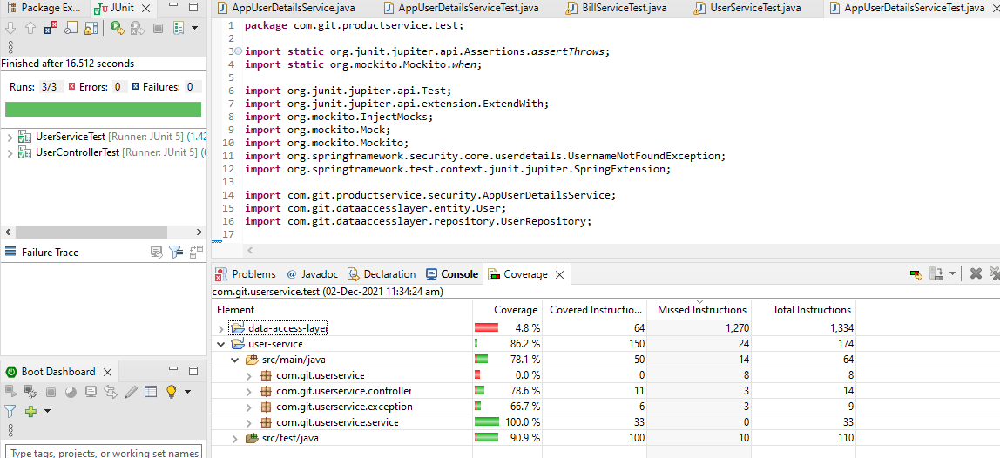 Package Ex... JUnit
Finished after 16.512 seconds
Runs: 3/3 Errors: 0 Failures: 0
UserServiceTest [Runner: JUnit 5] (1.42
UserControllerTest [Runner: JUnit 5] (6
Failure Trace
Boot Dashboard
Type tags, projects, or working set names
AppUserDetailsService.java AppUserDetailsServiceTest.java BillServiceTest.java UserServiceTest.java AppUserDetailsServiceTest.java
1 package com.git.productservice.test;
2
3 import static org.junit.jupiter.api.Assertions.assertThrows;
4 import static org.mockito.Mockito.when;
5
6 import org.junit.jupiter.api.Test;
7 import org.junit.jupiter.api.extension.ExtendWith;
8 import org.mockito.InjectMocks;
9 import org.mockito.Mock;
10 import org.mockito.Mockito;
11 import org.springframework.security.core.userdetails.UsernameNotFoundException;
12 import org.springframework.test.context.junit.jupiter.SpringExtension;
13
14 import com.git.productservice.security.AppUserDetailsService;
15 import com.git.dataaccesslayer.entity.User;
16 import com.git.dataaccesslayer.repository.UserRepository;
17
Problems @ Javadoc Declaration Console Coverage
com.git.userservice.test (02-Dec-2021 11:34:24 am)
Element Coverage Covered Instructio... Missed Instructions Total Instructions
data-access-layer 4.8 % 64 1,270 1,334
user-service 86.2 % 150 24 174
src/main/java 78.1 % 50 14 64
com.git.userservice 0.0 % 0 8 8
com.git.userservice.controller 78.6 % 11 3 14
com.git.userservice.exception 66.7 % 6 3 9
com.git.userservice.service 100.0 % 33 0 33
src/test/java 90.9 % 100 10 110